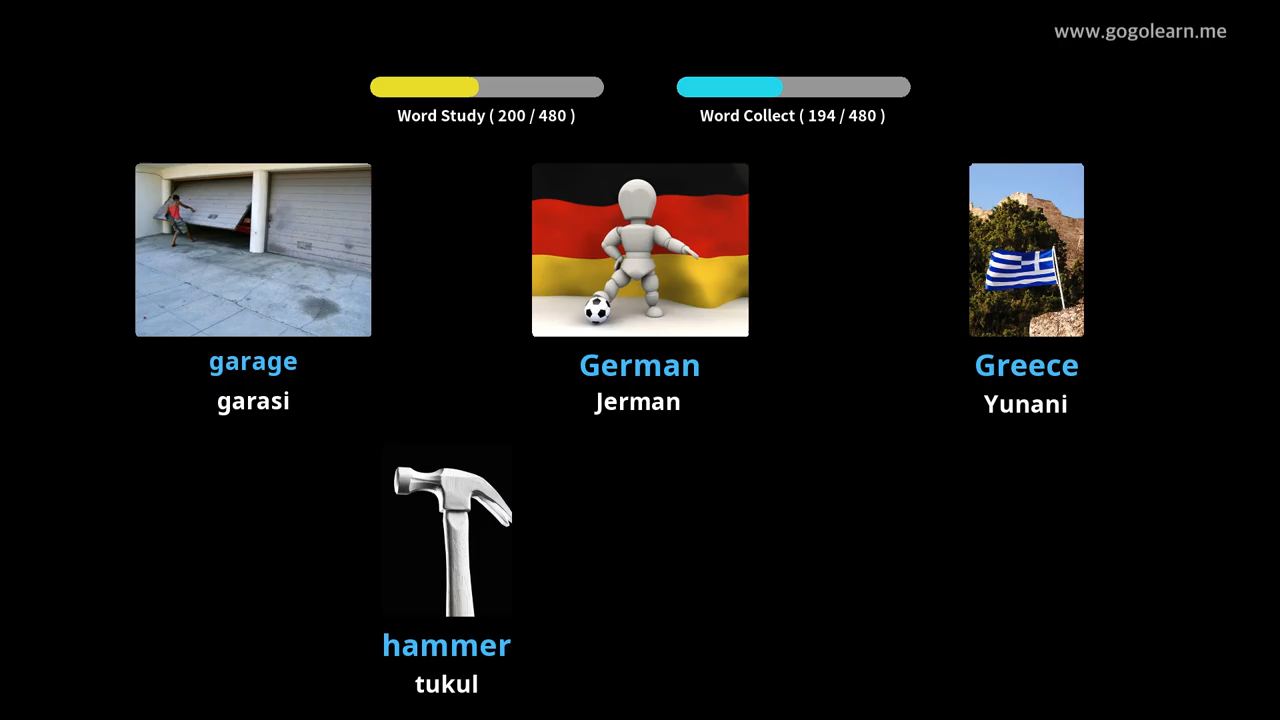 www.gogolearn.me
Word Study ( 200 / 480 )
Word Collect ( 194 / 480 )
garage
garasi
German
Jerman
Greece
Yunani
hammer
tukul